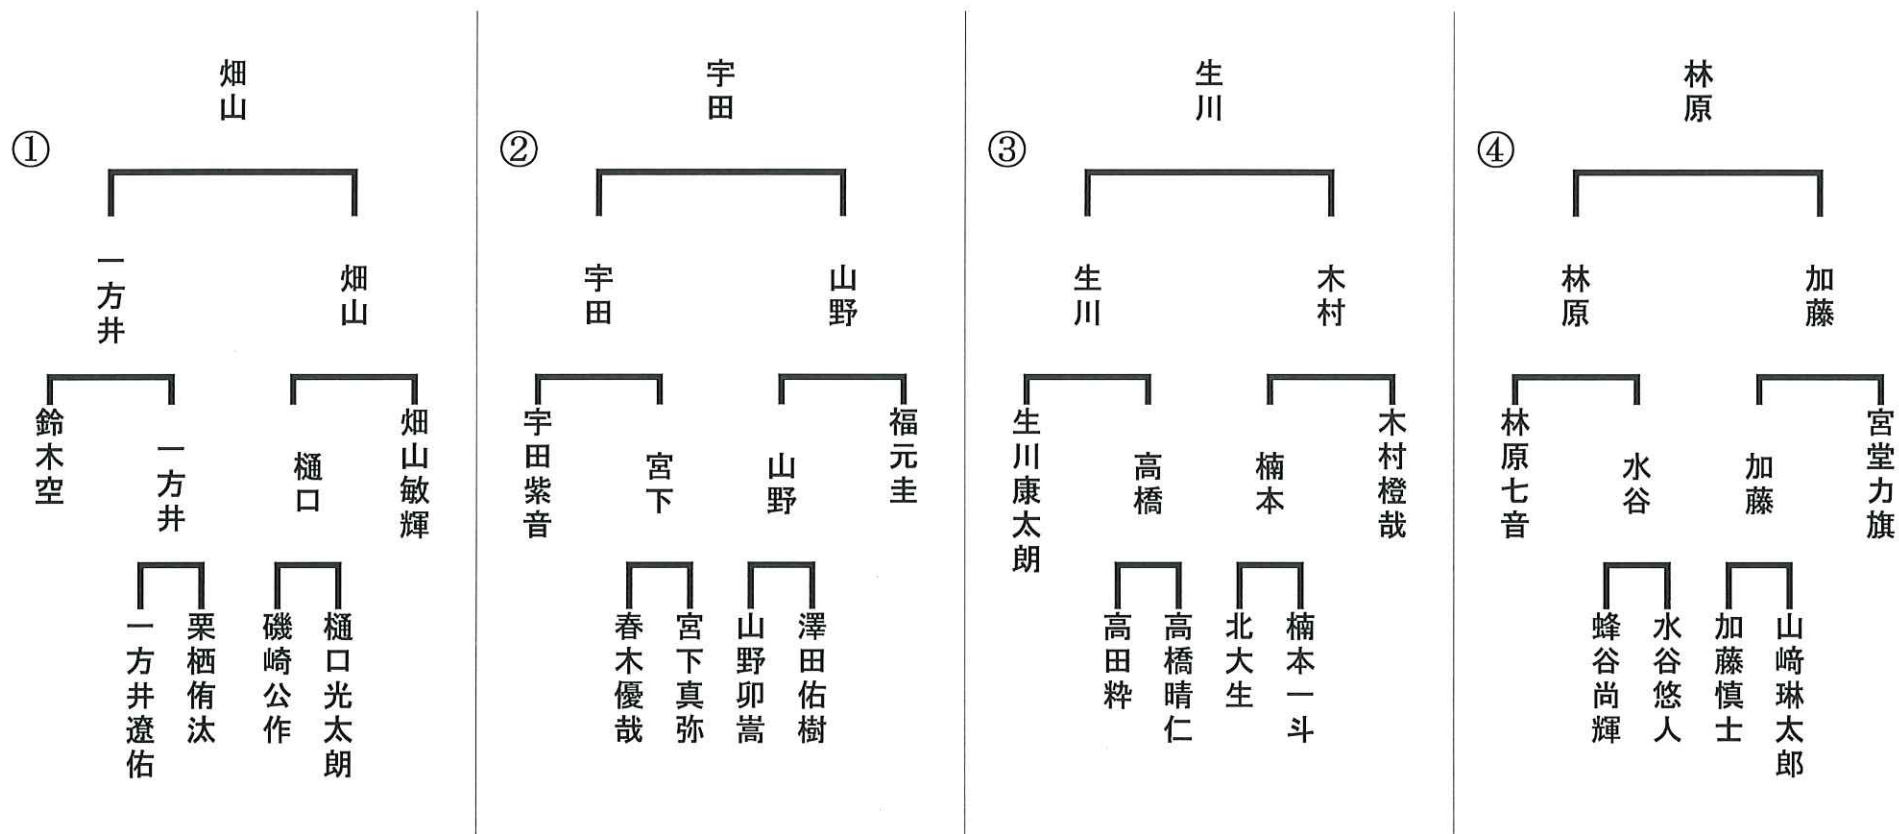 ①
畑山
一方井
畑山
鈴木空
一方井
樋口
畑山敏輝
一方井遼佑
栗栖侑汰
磯崎公作
樋口光太朗
②
宇田
宇田
山野
宇田紫音
宮下
山野
福元圭
春木優哉
宮下真弥
山野卯嵩
澤田佑樹
③
生川
生川
木村
生川康太朗
高橋
楠本
木村橙哉
高田粋
高橋晴仁
北大生
楠本一斗
④
林原
林原
加藤
林原七音
水谷
加藤
宮堂力旗
蜂谷尚輝
水谷悠人
加藤慎士
山﨑琳太郎